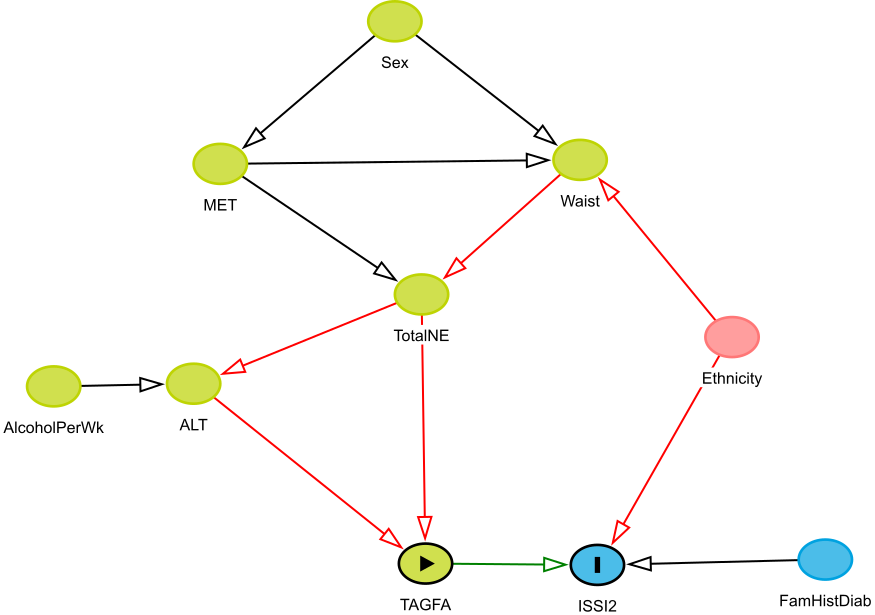 Sex
MET
Waist
TotalNE
Ethnicity
AlcoholPerWk
ALT
TAGFA
ISSI2
FamHistDiab